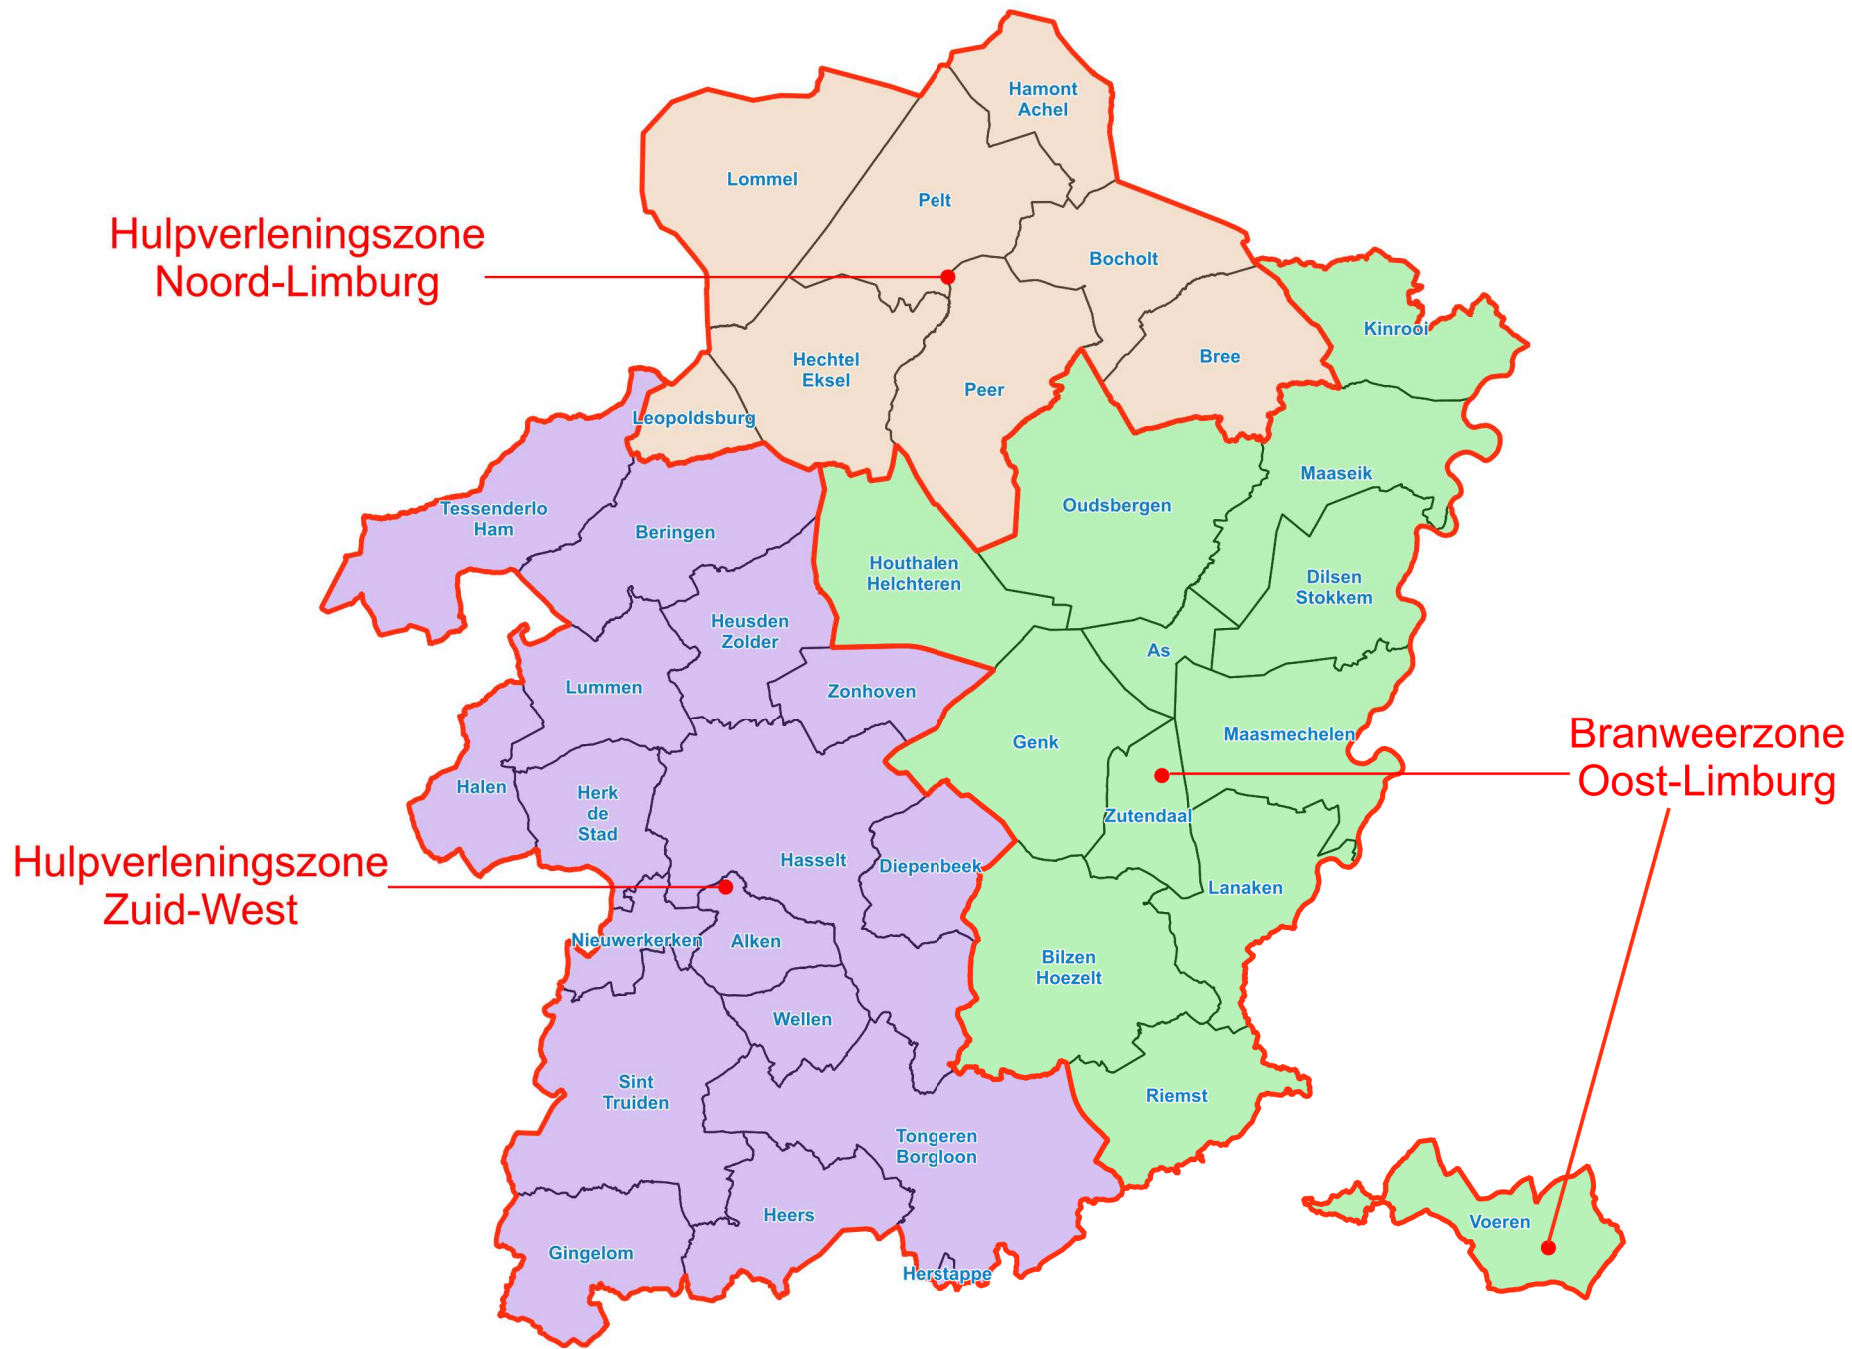 Hamont
Achel
Lommel
Pelt
Hulpverleningszone
Noord-Limburg
Bocholt
Kinrooi
Hechtel
Eksel
Bree
Peer
Leopoldsburg
Maaseik
Tessenderlo
Ham
Oudsbergen
Beringen
Houthalen
Helchteren
Dilsen
Stokkem
Heusden
Zolder
As
Lummen
Zonhoven
Genk
Maasmechelen
Branweerzone
Oost-Limburg
Halen
Herk
de
Stad
Zutendaal
Hulpverleningszone
Zuid-West
Hasselt
Diepenbeek
Lanaken
Nieuwerkerken
Alken
Bilzen
Hoezelt
Wellen
Sint
Truiden
Riemst
Tongeren
Borgloon
Heers
Voeren
Gingelom
Herstappe